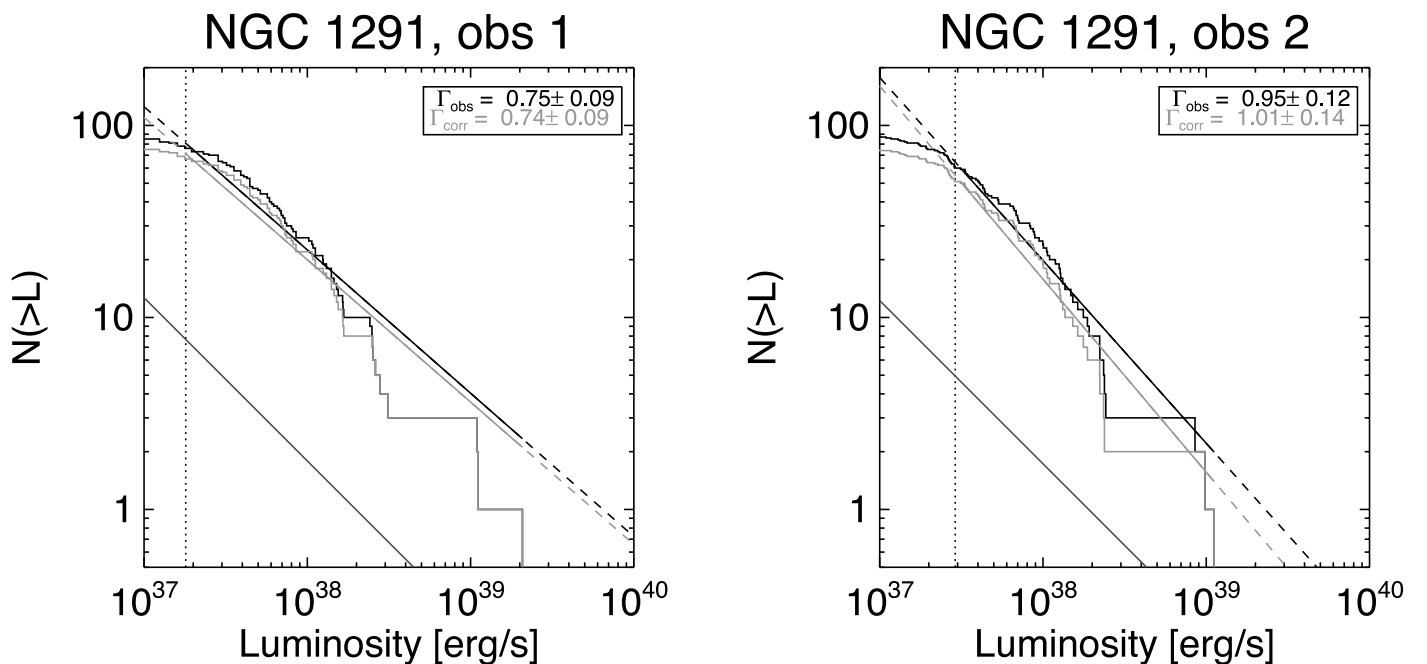 NGC 1291, obs 1
Γobs = 0.75± 0.09
Γcorr = 0.74± 0.09
100
10
1
N(>L)
10^37 10^38 10^39 10^40
Luminosity [erg/s]
NGC 1291, obs 2
Γobs = 0.95± 0.12
Γcorr = 1.01± 0.14
100
10
1
N(>L)
10^37 10^38 10^39 10^40
Luminosity [erg/s]